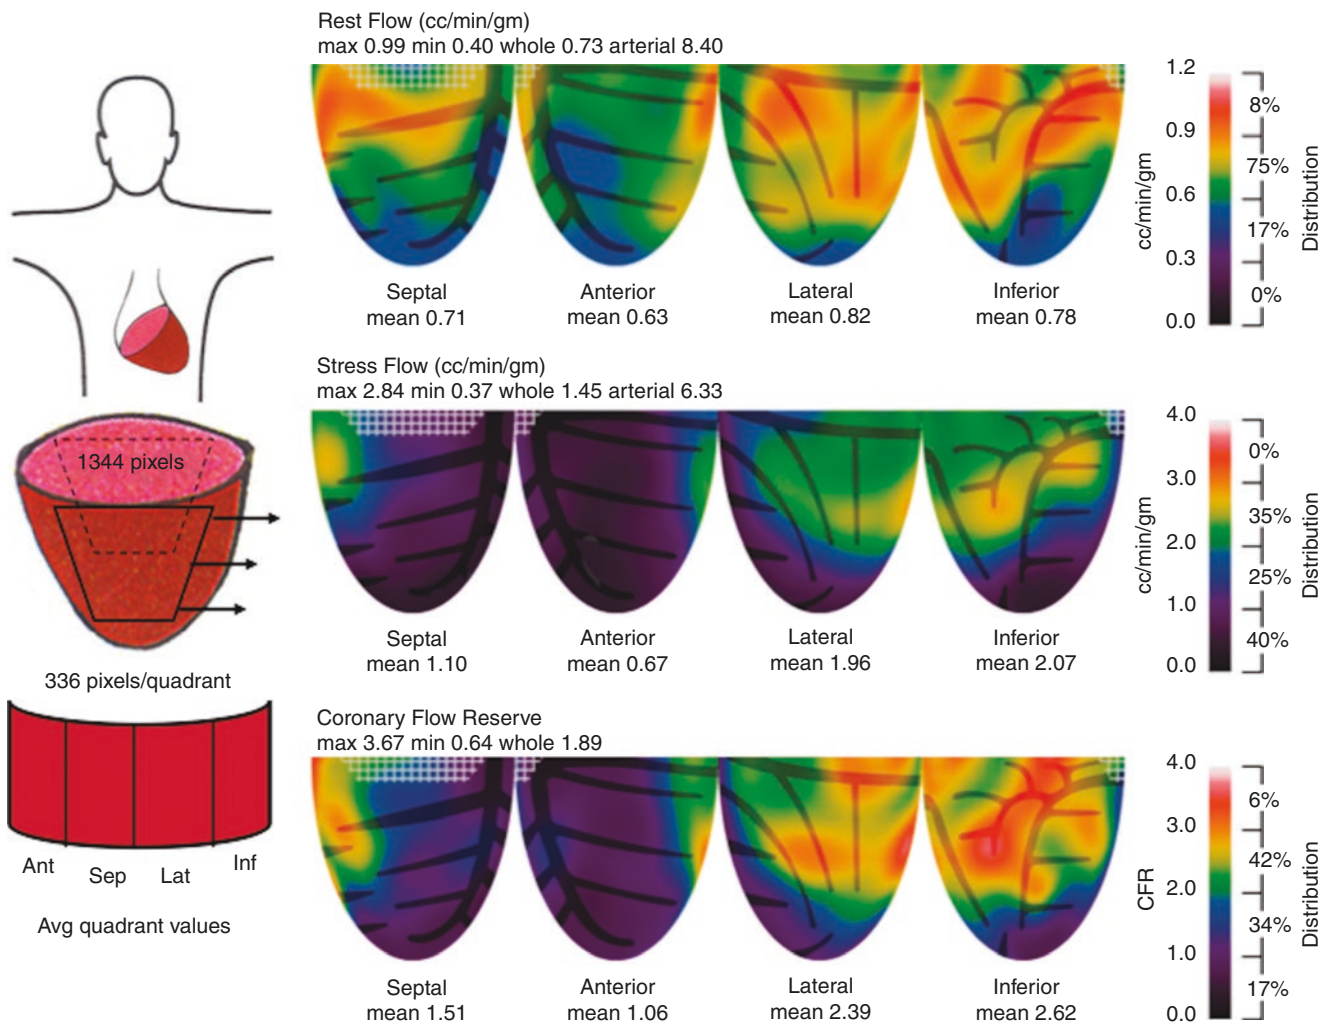 Rest Flow (cc/min/gm)
max 0.99 min 0.40 whole 0.73 arterial 8.40
1.2
0.9
0.6
0.3
0.0
cc/min/gm
8%
75%
17%
0%
Distribution
Septal
mean 0.71
Anterior
mean 0.63
Lateral
mean 0.82
Inferior
mean 0.78
Stress Flow (cc/min/gm)
max 2.84 min 0.37 whole 1.45 arterial 6.33
4.0
3.0
2.0
1.0
0.0
cc/min/gm
0%
35%
25%
40%
Distribution
Septal
mean 1.10
Anterior
mean 0.67
Lateral
mean 1.96
Inferior
mean 2.07
1344 pixels
336 pixels/quadrant
Ant
Sep
Lat
Inf
Avg quadrant values
Coronary Flow Reserve
max 3.67 min 0.64 whole 1.89
4.0
3.0
2.0
1.0
0.0
CFR
6%
42%
34%
17%
Distribution
Septal
mean 1.51
Anterior
mean 1.06
Lateral
mean 2.39
Inferior
mean 2.62